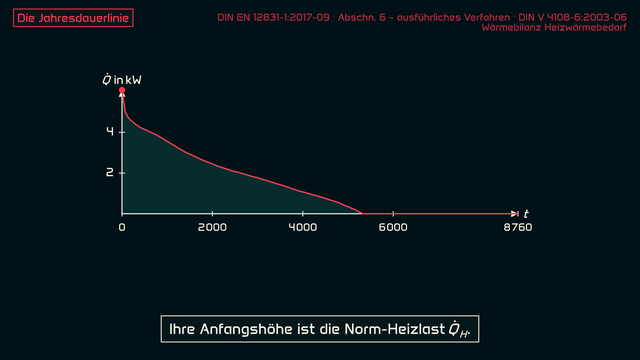 Die Jahresdauerlinie
DIN EN 12831-1:2017-09 · Abschn. 6 – ausführliches Verfahren · DIN V 4108-6:2003-06
Wärmebilanz Heizwärmebedarf
Q̇ in kW
4
2
t
0 2000 4000 6000 8760
Ihre Anfangshöhe ist die Norm-Heizlast Q̇H.